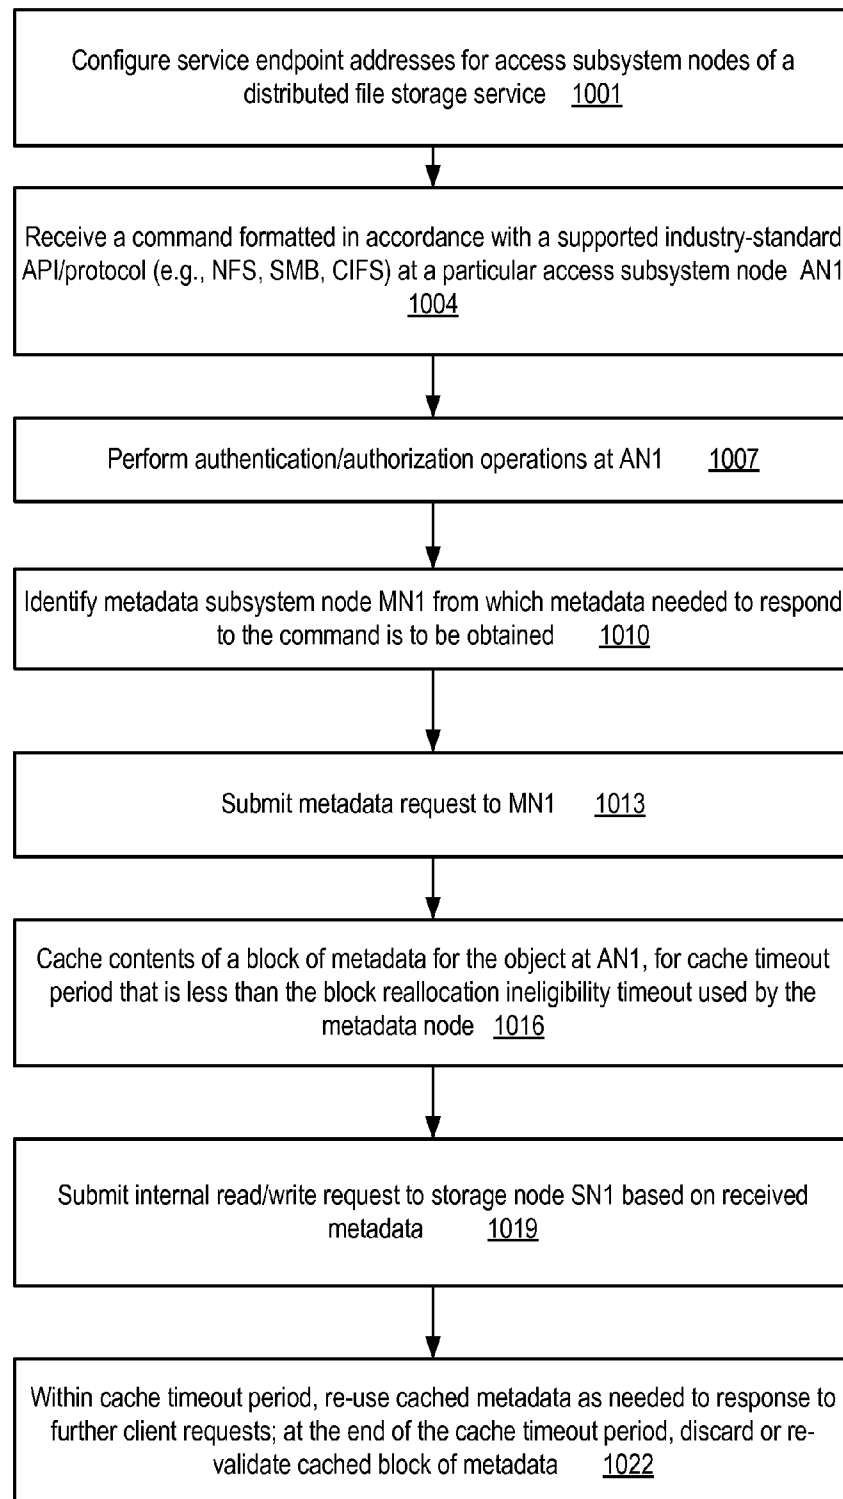 Configure service endpoint addresses for access subsystem nodes of a
distributed file storage service 1001
Receive a command formatted in accordance with a supported industry-standard
API/protocol (e.g., NFS, SMB, CIFS) at a particular access subsystem node AN1
1004
Perform authentication/authorization operations at AN1 1007
Identify metadata subsystem node MN1 from which metadata needed to respond
to the command is to be obtained 1010
Submit metadata request to MN1 1013
Cache contents of a block of metadata for the object at AN1, for cache timeout
period that is less than the block reallocation ineligibility timeout used by the
metadata node 1016
Submit internal read/write request to storage node SN1 based on received
metadata 1019
Within cache timeout period, re-use cached metadata as needed to response to
further client requests; at the end of the cache timeout period, discard or re-
validate cached block of metadata 1022